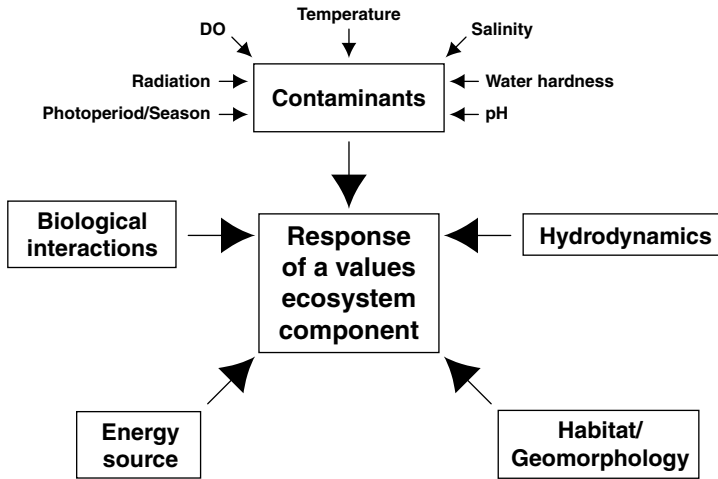 Temperature
DO
Salinity
Radiation
Contaminants
Water hardness
Photoperiod/Season
pH
Biological
interactions
Response
of a values
ecosystem
component
Hydrodynamics
Energy
source
Habitat/
Geomorphology